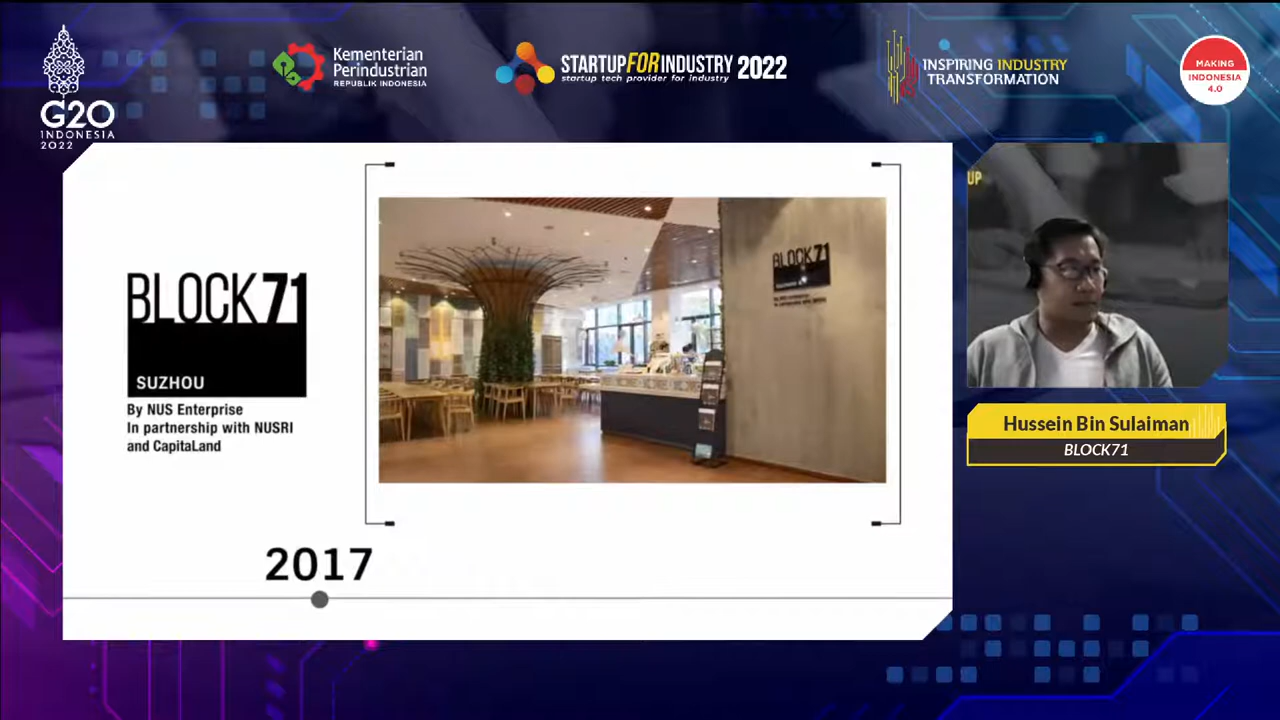 G20
INDONESIA
2022
Kementerian
Perindustrian
REPUBLIK INDONESIA
STARTUPFORINDUSTRY 2022
startup tech provider for industry
INSPIRING INDUSTRY
TRANSFORMATION
MAKING
INDONESIA
4.0
BLOCK71
SUZHOU
By NUS Enterprise
In partnership with NUSRI
and CapitaLand
BLOCK71
2017
UP
Hussein Bin Sulaiman
BLOCK71